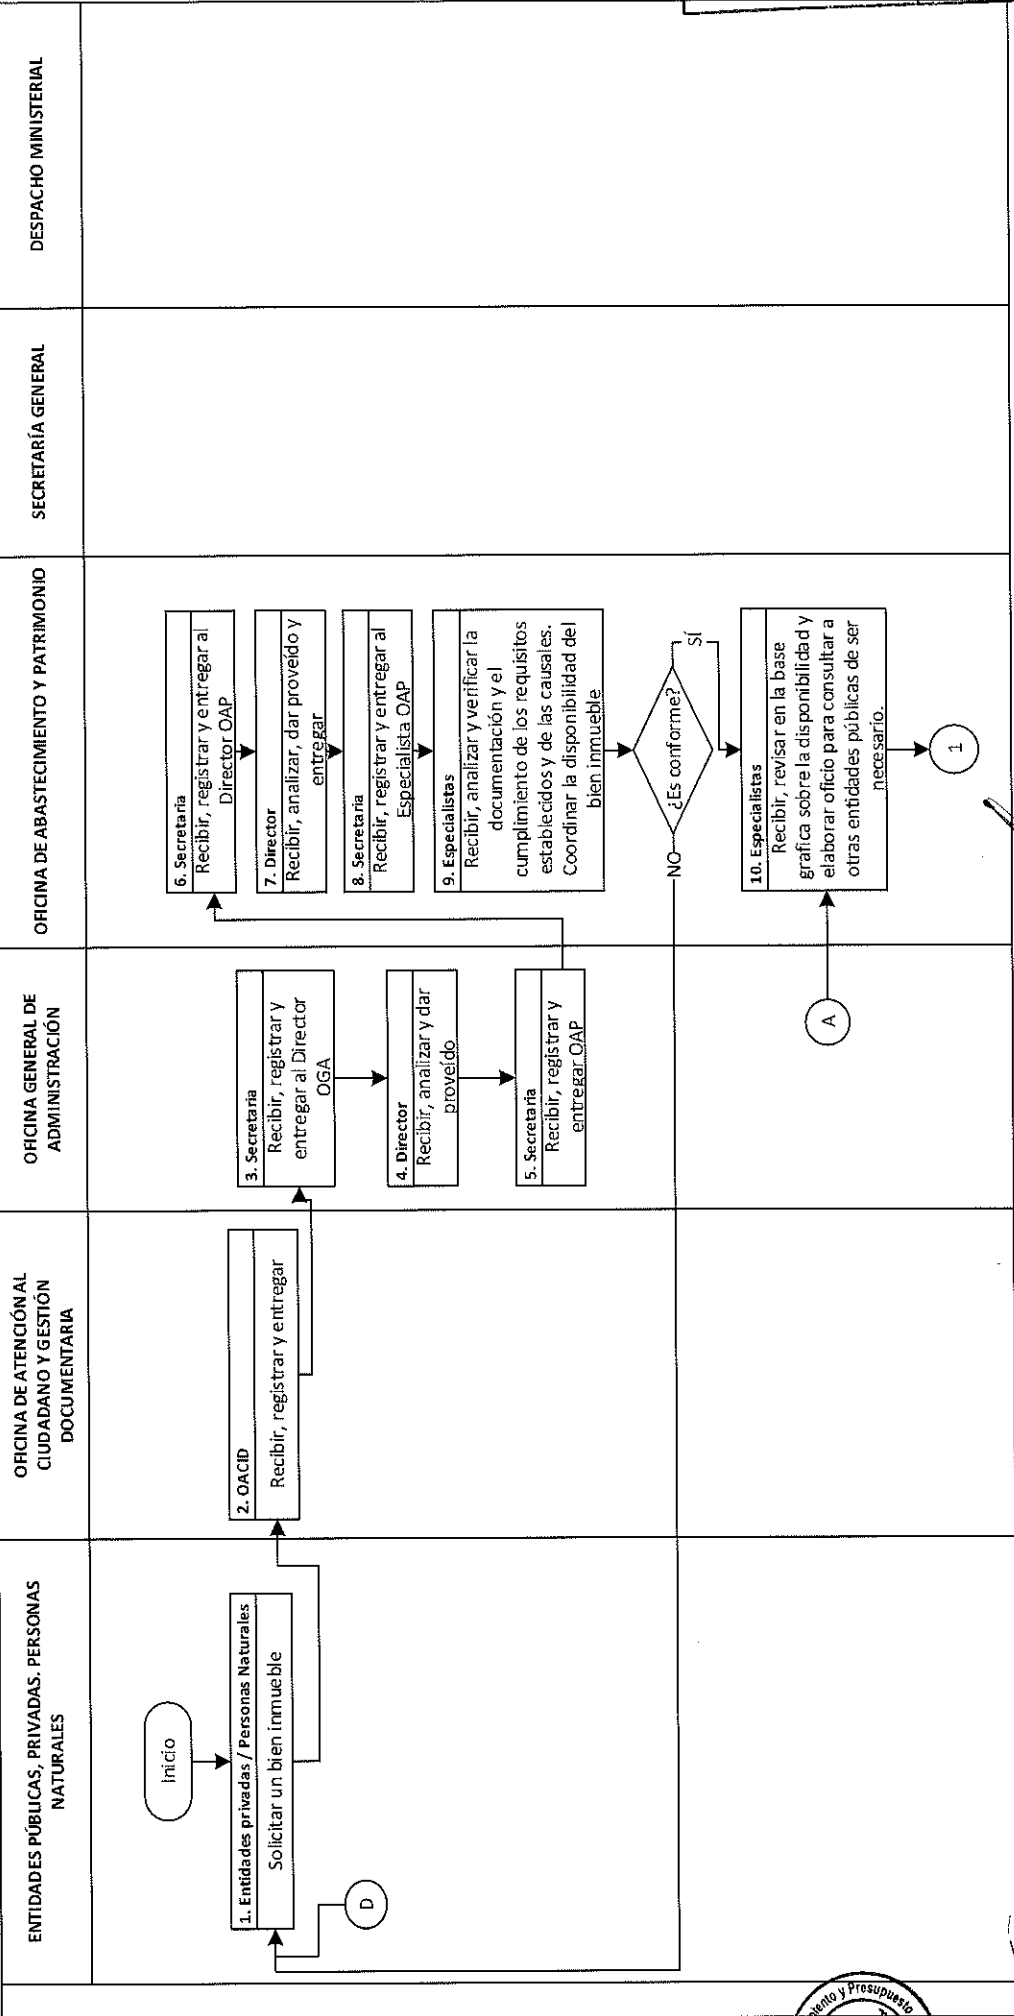 ENTIDADES PÚBLICAS, PRIVADAS. PERSONAS
NATURALES
OFICINA DE ATENCIÓN AL
CIUDADANO Y GESTIÓN
DOCUMENTARIA
OFICINA GENERAL DE
ADMINISTRACIÓN
OFICINA DE ABASTECIMIENTO Y PATRIMONIO
SECRETARÍA GENERAL
DESPACHO MINISTERIAL
Inicio
1. Entidades privadas / Personas Naturales
Solicitar un bien inmueble
D
2. OACID
Recibir, registrar y entregar
3. Secretaria
Recibir, registrar y
entregar al Director
OGA
4. Director
Recibir, analizar y dar
proveído
5. Secretaria
Recibir, registrar y
entregar OAP
6. Secretaria
Recibir, registrar y entregar al
Director OAP
7. Director
Recibir, analizar, dar proveído y
entregar
8. Secretaria
Recibir, registrar y entregar al
Especialista OAP
9. Especialistas
Recibir, analizar y verificar la
documentación y el
cumplimiento de los requisitos
establecidos y de las causales.
Coordinar la disponibilidad del
bien inmueble
¿Es conforme?
NO
SÍ
10. Especialistas
Recibir, revisar en la base
grafica sobre la disponibilidad y
elaborar oficio para consultar a
otras entidades públicas de ser
necesario.
A
1
y Presupuesto